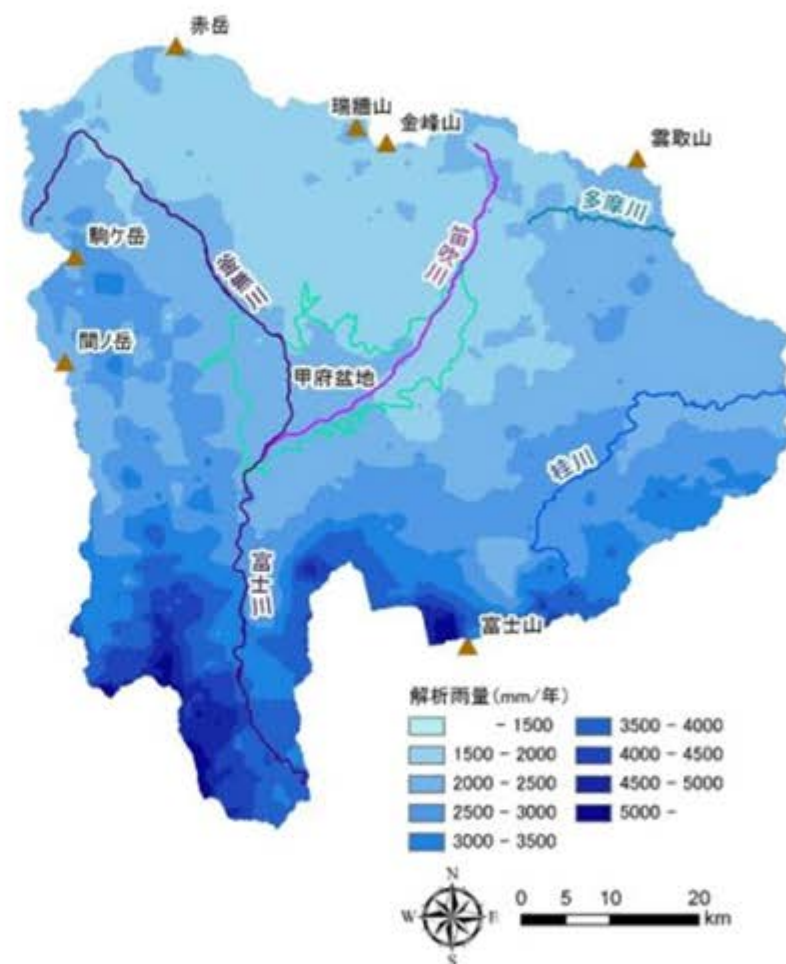 赤岳
瑞牆山
金峰山
雲取山
多摩川
駒ケ岳
笛吹川
釜無川
間ノ岳
甲府盆地
桂川
富士川
富士山
解析雨量(mm/年)
- 1500
1500 - 2000
2000 - 2500
2500 - 3000
3000 - 3500
3500 - 4000
4000 - 4500
4500 - 5000
5000 -
N
W
E
S
0 5 10 20
km